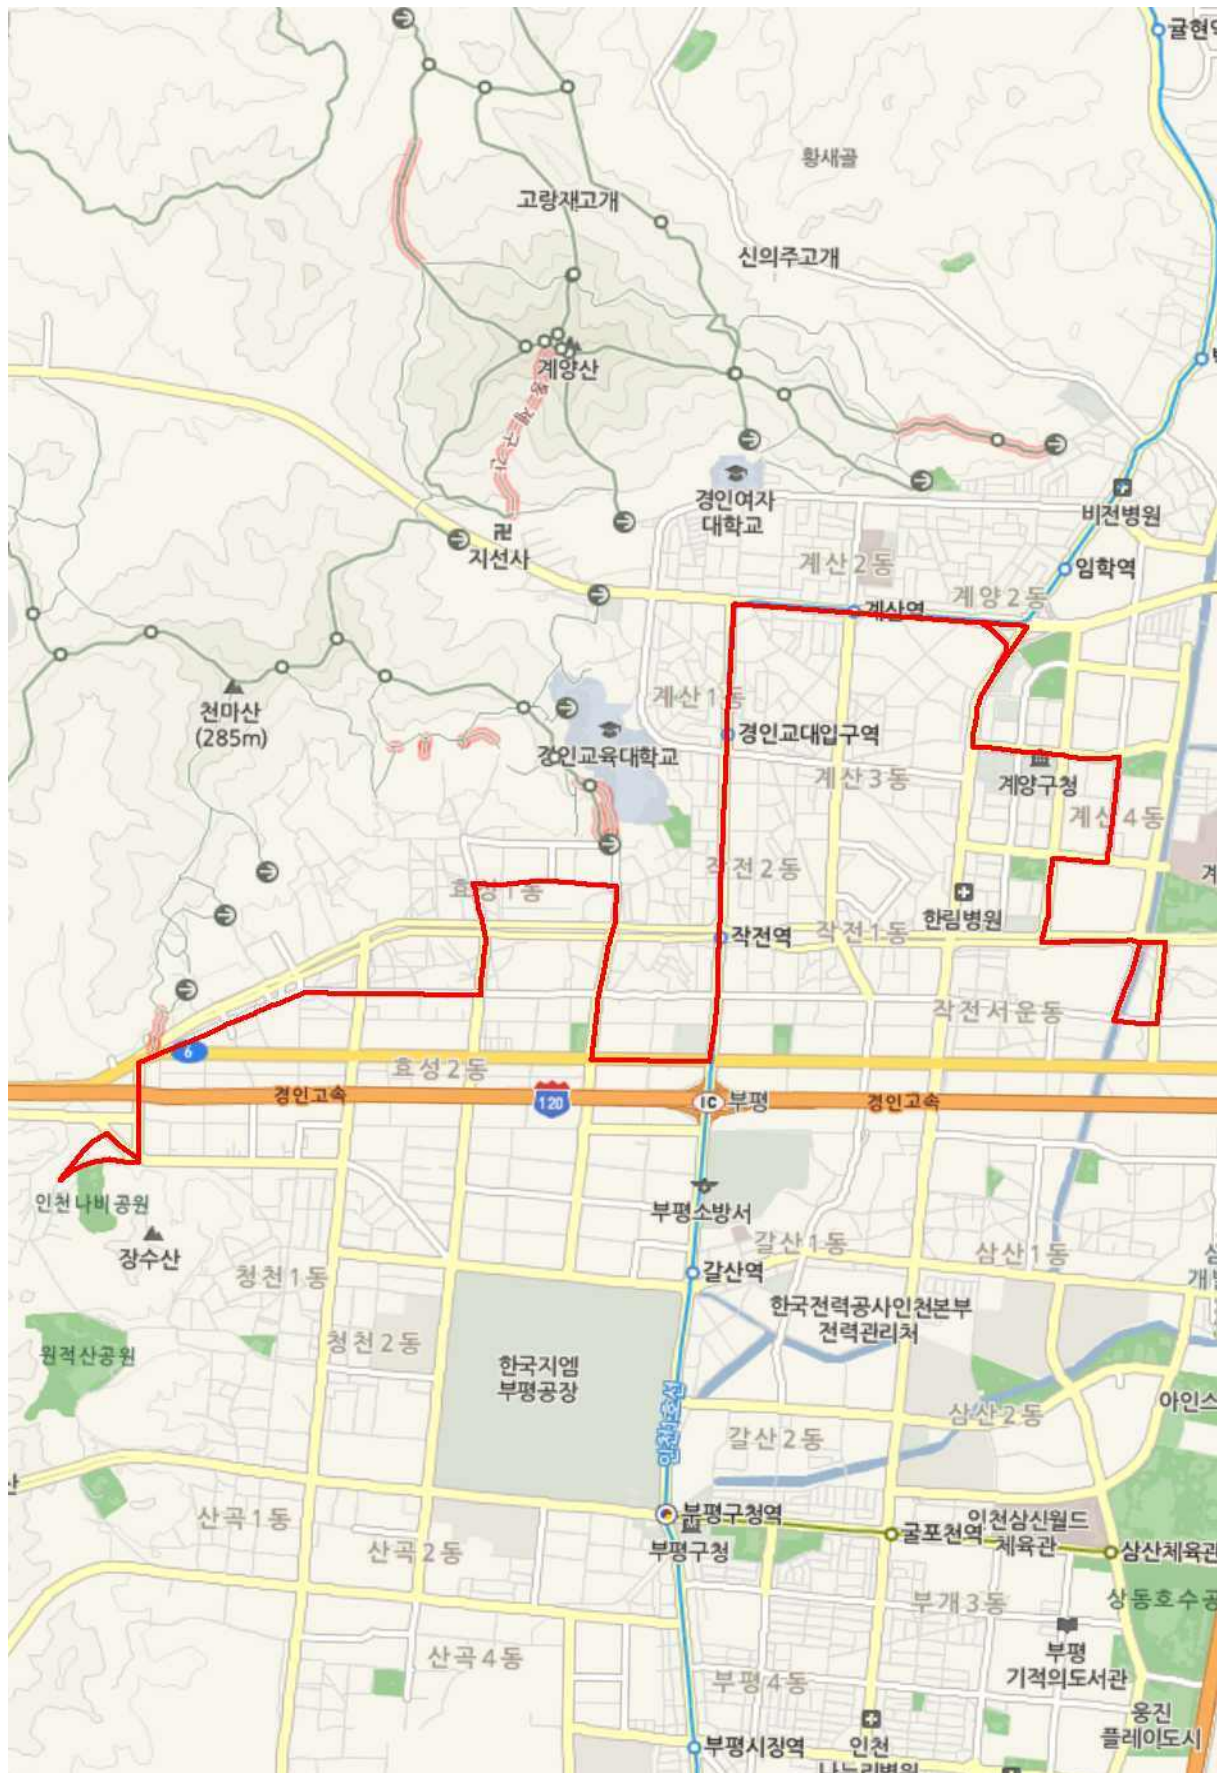 귤현역
황새골
고랑재고개
신의주고개
계양산
경인여자
대학교
비전병원
지선사
계산2동
임학역
계양2동
계산역
천마산
(285m)
계산1동
경인교대입구역
경인교육대학교
계산3동
계양구청
계산4동
작전2동
효성1동
한림병원
작전역
작전1동
작전서운동
6
효성2동
경인고속
120
IC
부평
경인고속
인천나비공원
부평소방서
장수산
갈산1동
삼산1동
청천1동
갈산역
한국전력공사인천본부
전력관리처
청천2동
원적산공원
한국지엠
부평공장
인천1호선
아인스
삼산2동
갈산2동
산곡1동
부평구청역
굴포천역
인천삼산월드
체육관
산곡2동
부평구청
삼산체육관
부개3동
상동호수공
산곡4동
부평
기적의도서관
부평4동
웅진
플레이도시
부평시장역
인천
나누리병원